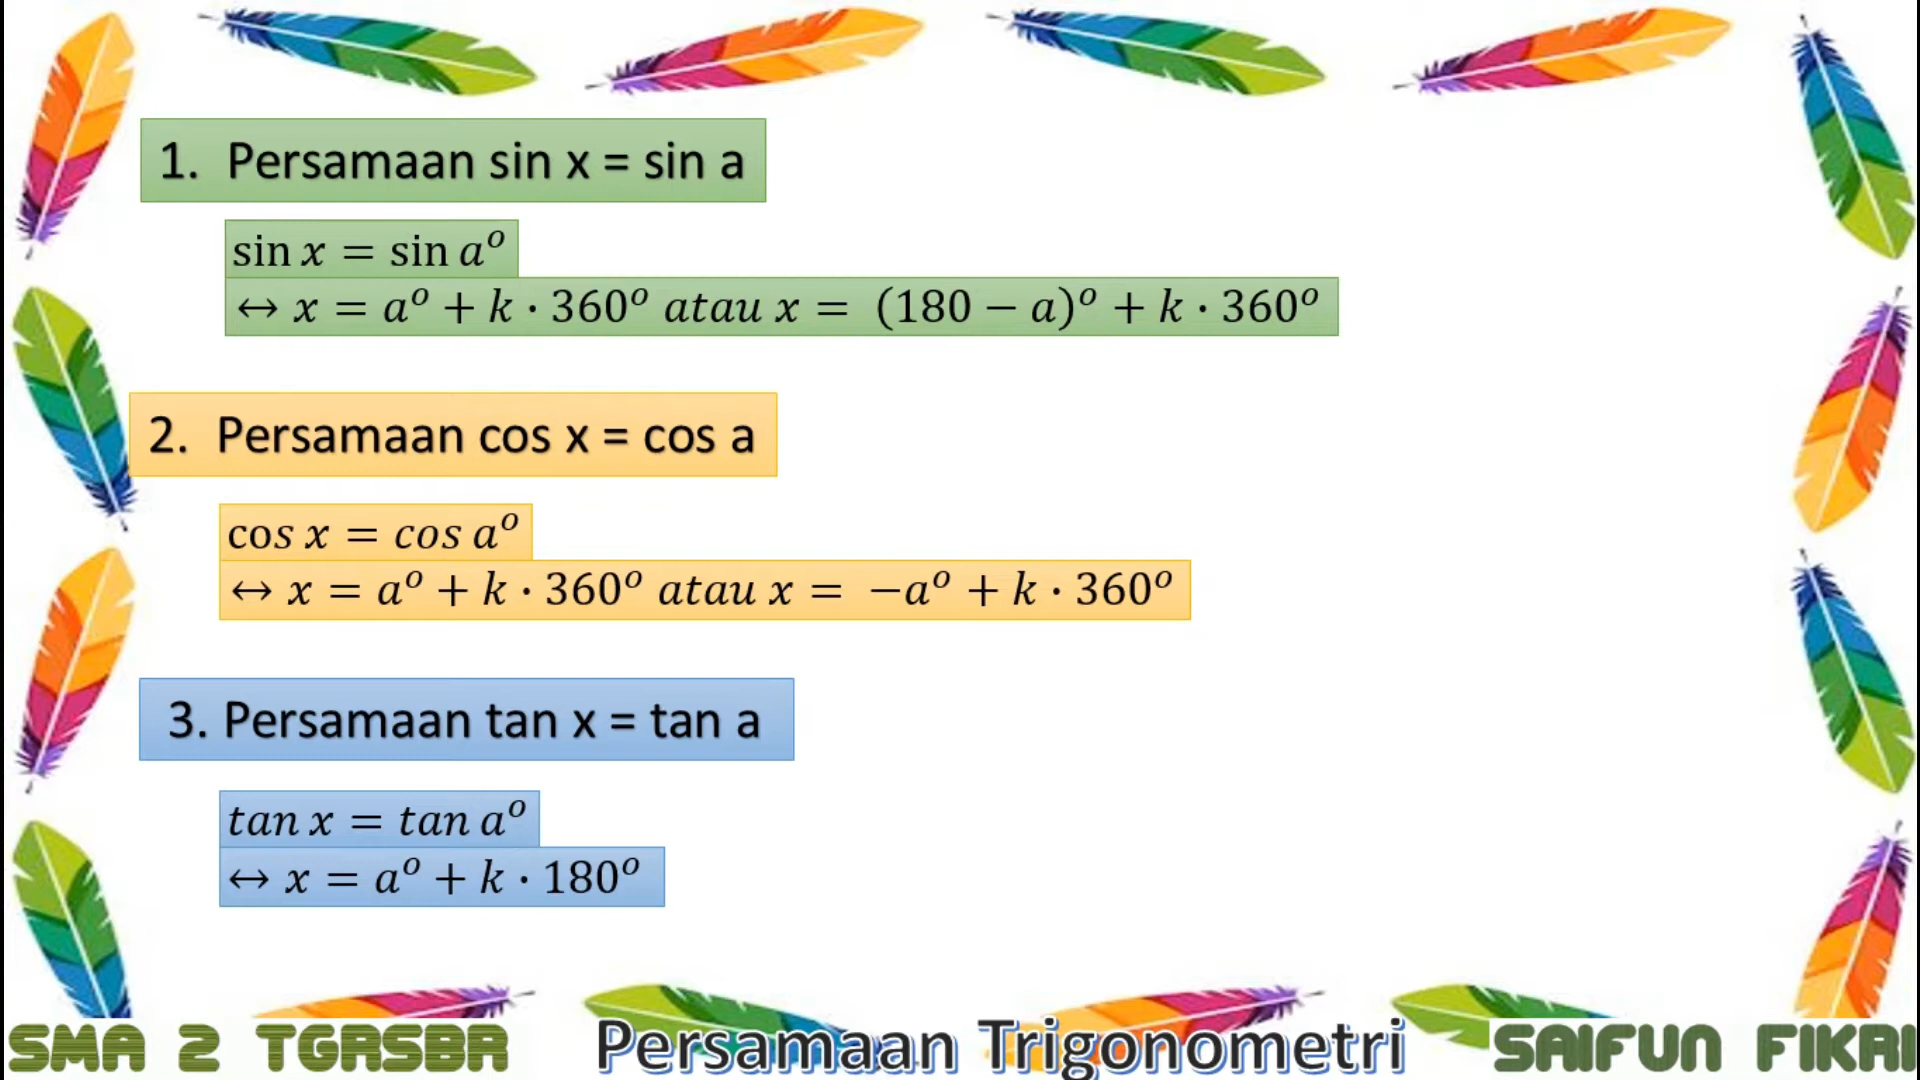 1. Persamaan sin x = sin a
sin x = sin aᵒ
↔ x = aᵒ + k · 360ᵒ atau x = (180 − a)ᵒ + k · 360ᵒ
2. Persamaan cos x = cos a
cos x = cos aᵒ
↔ x = aᵒ + k · 360ᵒ atau x = −aᵒ + k · 360ᵒ
3. Persamaan tan x = tan a
tan x = tan aᵒ
↔ x = aᵒ + k · 180ᵒ
SMA 2 TGRSBR
Persamaan Trigonometri
SAIFUN FIKRI